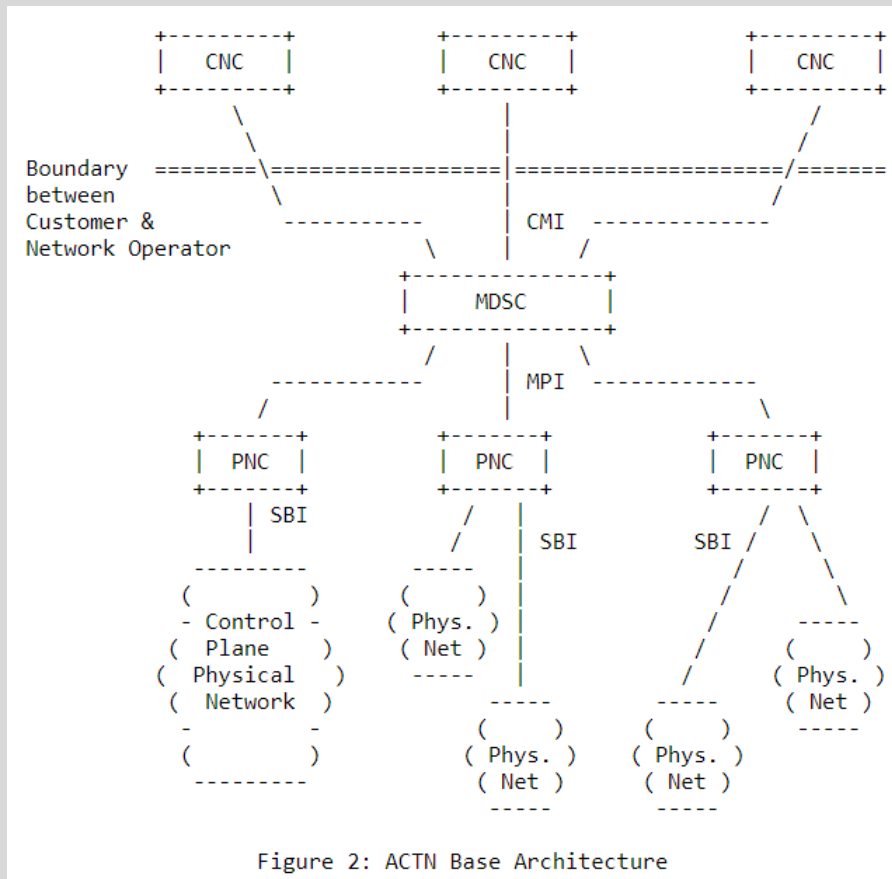 CNC CNC CNC
Boundary
between
Customer & CMI
Network Operator
MDSC
MPI
PNC PNC PNC
SBI
SBI SBI
Control Phys.
Plane Net Phys.
Physical Net
Network
Phys. Phys.
Net Net
Figure 2: ACTN Base Architecture